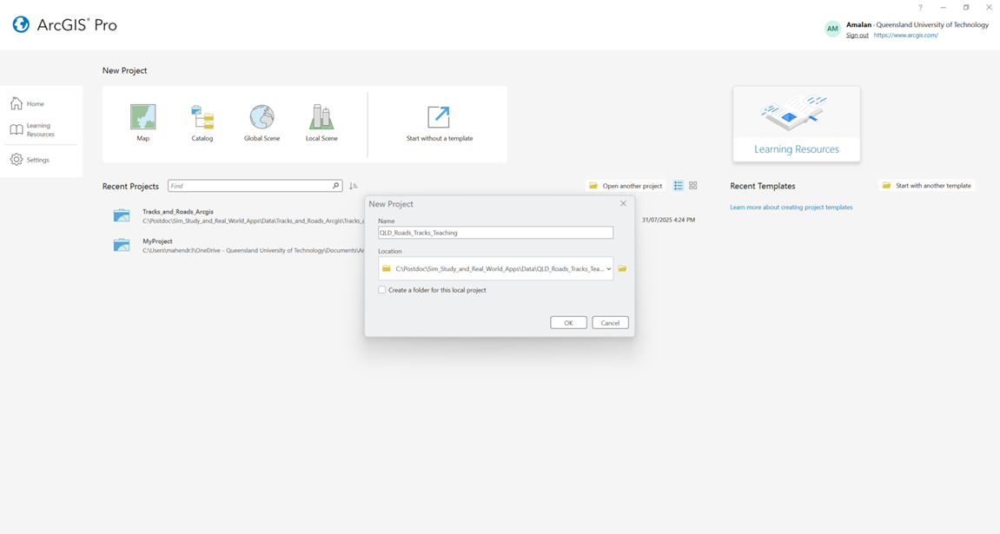 ArcGIS® Pro
?
AM
Amalan - Queensland University of Technology
Sign out https://www.arcgis.com/
New Project
Home
Learning
Resources
Settings
Map
Catalog
Global Scene
Local Scene
Start without a template
Learning Resources
Recent Projects
Find
Open another project
Recent Templates
Start with another template
Learn more about creating project templates
Tracks_and_Roads_Arcgis
C:\Postdoc\Sim_Study_and_Real_World_Apps\Data\Tracks_and_Roads_Arcgis\Tracks_
31/07/2025 4:24 PM
MyProject
C:\Users\mahendr3\OneDrive - Queensland University of Technology\Documents\Ar
New Project
Name
QLD_Roads_Tracks_Teaching
Location
C:\Postdoc\Sim_Study_and_Real_World_Apps\Data\QLD_Roads_Tracks_Tea...
Create a folder for this local project
OK
Cancel